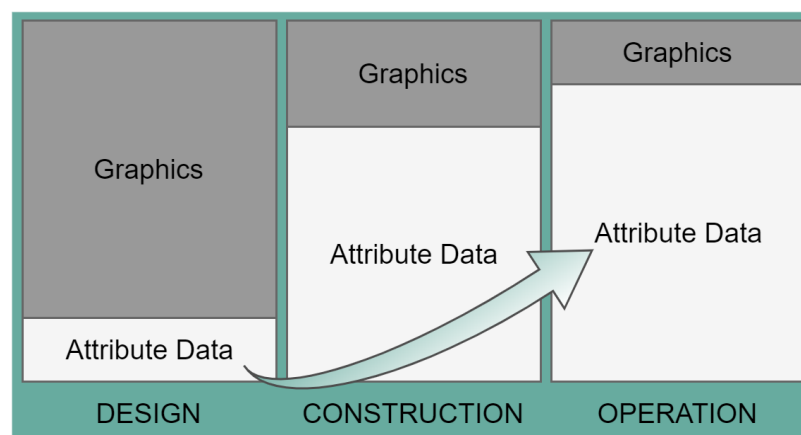 Graphics
Graphics
Graphics
Attribute Data
Attribute Data
Attribute Data
DESIGN
CONSTRUCTION
OPERATION